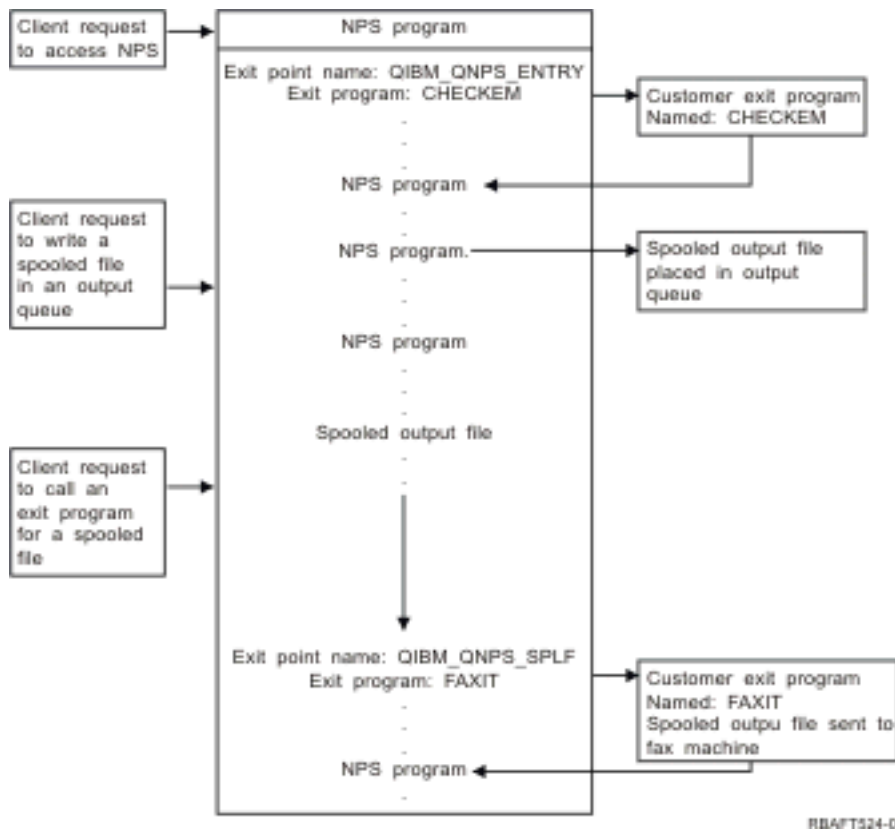 Client request
to access NPS
NPS program
Exit point name: QIBM_QNPS_ENTRY
Exit program: CHECKEM
Customer exit program
Named: CHECKEM
NPS program
Client request
to write a
spooled file
in an output
queue
NPS program.
Spooled output file
placed in output
queue
NPS program
Spooled output file
Client request
to call an
exit program
for a spooled
file
Exit point name: QIBM_QNPS_SPLF
Exit program: FAXIT
Customer exit program
Named: FAXIT
Spooled outpu file sent to
fax machine
NPS program